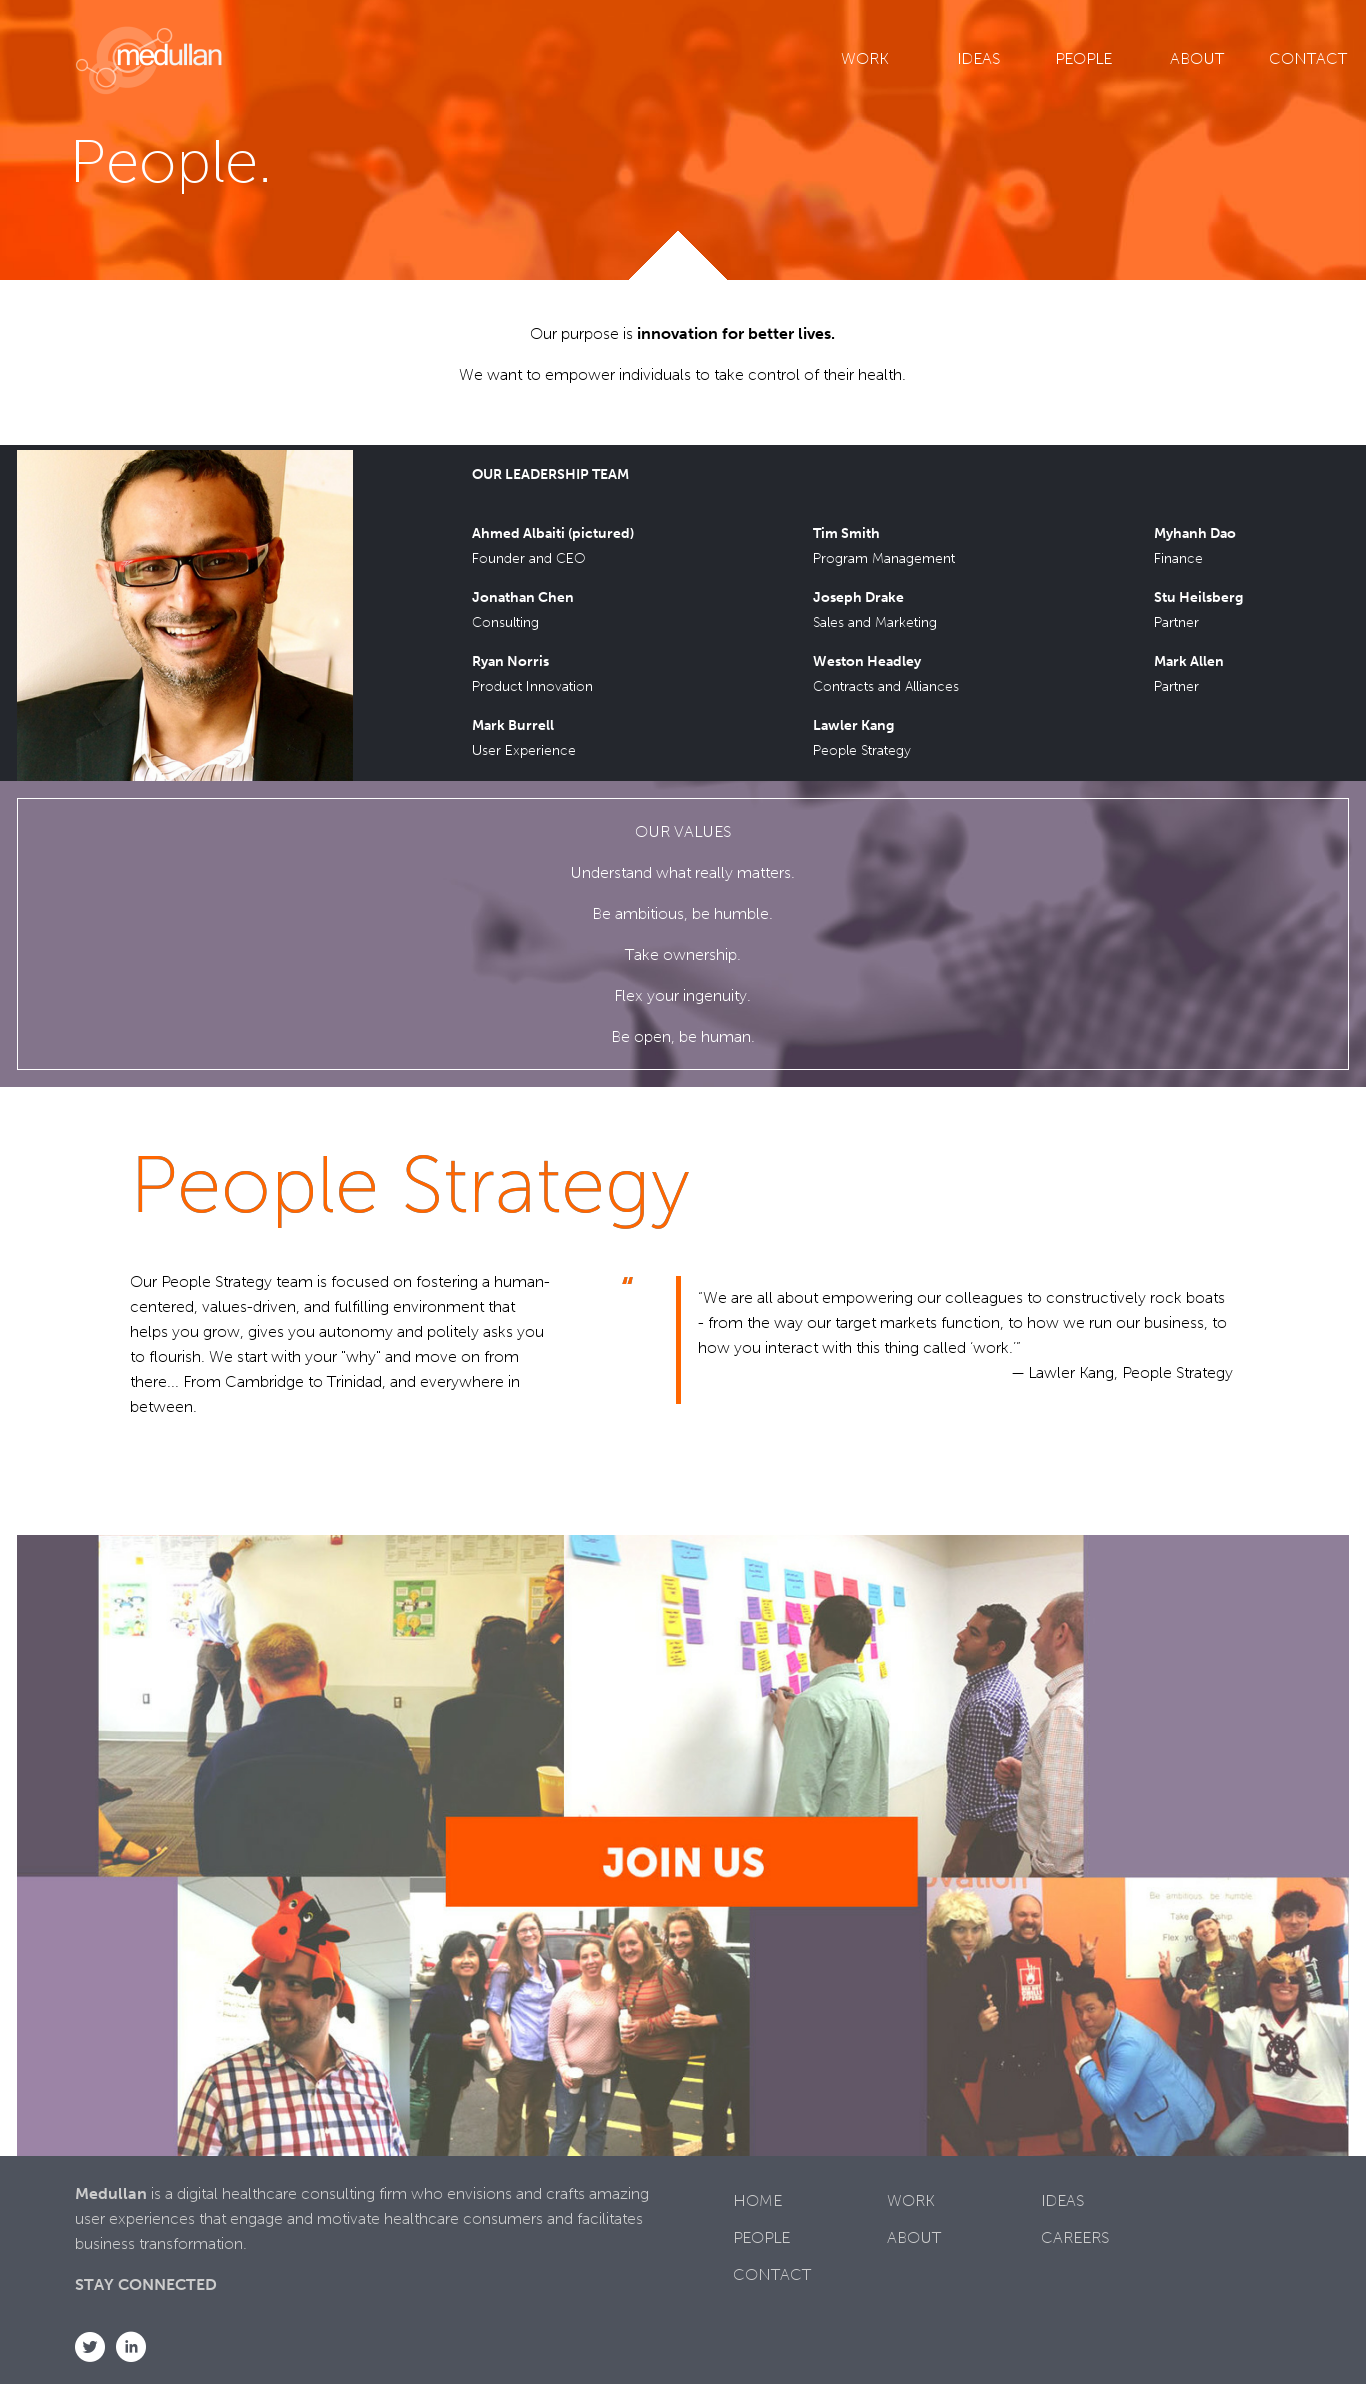 medullan
WORK IDEAS PEOPLE ABOUT CONTACT
People.
Our purpose is innovation for better lives.
We want to empower individuals to take control of their health.
OUR LEADERSHIP TEAM
Ahmed Albaiti (pictured)
Founder and CEO
Jonathan Chen
Consulting
Ryan Norris
Product Innovation
Mark Burrell
User Experience
Tim Smith
Program Management
Joseph Drake
Sales and Marketing
Weston Headley
Contracts and Alliances
Lawler Kang
People Strategy
Myhanh Dao
Finance
Stu Heilsberg
Partner
Mark Allen
Partner
OUR VALUES
Understand what really matters.
Be ambitious, be humble.
Take ownership.
Flex your ingenuity.
Be open, be human.
People Strategy
Our People Strategy team is focused on fostering a human-
centered, values-driven, and fulfilling environment that
helps you grow, gives you autonomy and politely asks you
to flourish. We start with your "why" and move on from
there... From Cambridge to Trinidad, and everywhere in
between.
“
“We are all about empowering our colleagues to constructively rock boats
- from the way our target markets function, to how we run our business, to
how you interact with this thing called ‘work.’”
— Lawler Kang, People Strategy
JOIN US
Be ambitious, be humble
Take
Flex
Medullan is a digital healthcare consulting firm who envisions and crafts amazing
user experiences that engage and motivate healthcare consumers and facilitates
business transformation.
STAY CONNECTED
in
HOME WORK IDEAS
PEOPLE ABOUT CAREERS
CONTACT